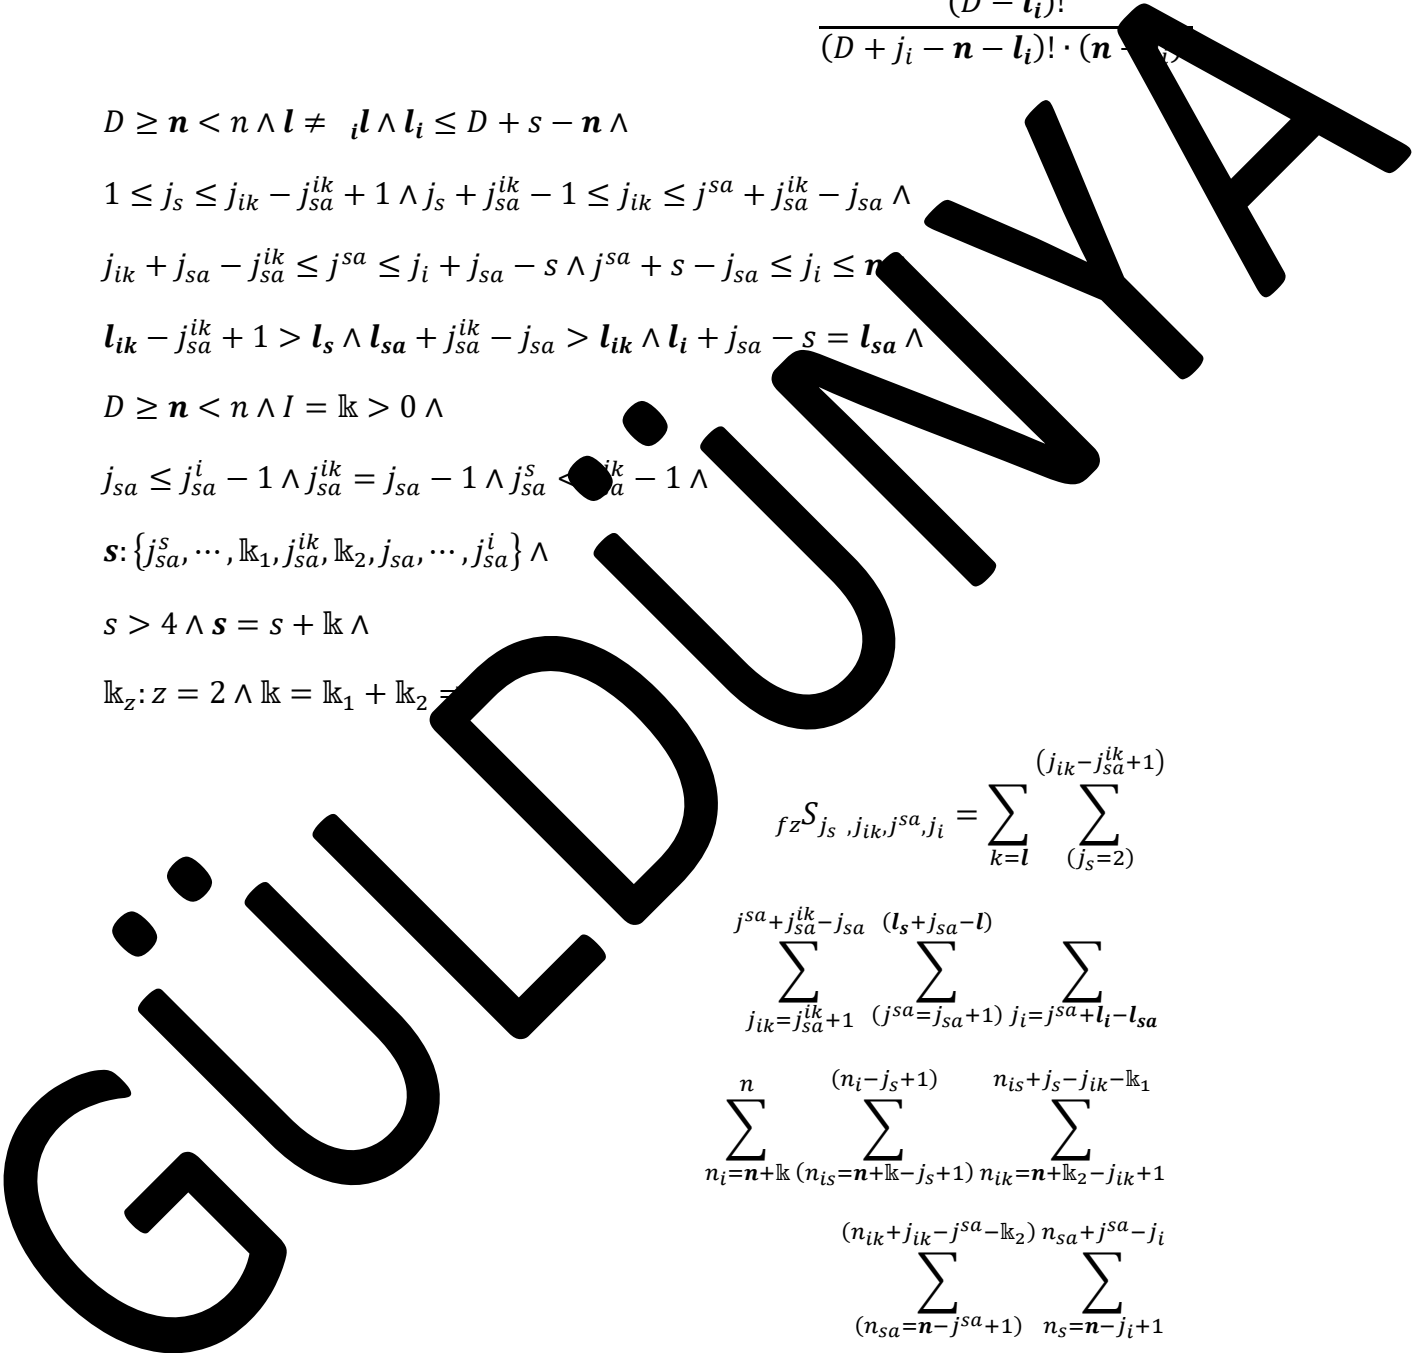 (D − l_i)!
(D + j_i − n − l_i)! · (n −
D ≥ n < n ∧ l ≠ _i l ∧ l_i ≤ D + s − n ∧
1 ≤ j_s ≤ j_ik − j_sa^ik + 1 ∧ j_s + j_sa^ik − 1 ≤ j_ik ≤ j^sa + j_sa^ik − j_sa ∧
j_ik + j_sa − j_sa^ik ≤ j^sa ≤ j_i + j_sa − s ∧ j^sa + s − j_sa ≤ j_i ≤ n
l_ik − j_sa^ik + 1 > l_s ∧ l_sa + j_sa^ik − j_sa > l_ik ∧ l_i + j_sa − s = l_sa ∧
D ≥ n < n ∧ I = 𝕜 > 0 ∧
j_sa ≤ j_sa^i − 1 ∧ j_sa^ik = j_sa − 1 ∧ j_sa^s − 1 ∧
s: {j_sa^s, ⋯ , 𝕜_1, j_sa^ik, 𝕜_2, j_sa, ⋯ , j_sa^i} ∧
s > 4 ∧ s = s + 𝕜 ∧
𝕜_z: z = 2 ∧ 𝕜 = 𝕜_1 + 𝕜_2
(j_ik−j_sa^ik+1)
_fz S_{j_s ,j_ik,j^sa,j_i} = ∑ ∑
k=l (j_s=2)
j^sa+j_sa^ik−j_sa (l_s+j_sa−l)
∑ ∑ ∑
j_ik=j_sa^ik+1 (j^sa=j_sa+1) j_i=j^sa+l_i−l_sa
n (n_i−j_s+1) n_is+j_s−j_ik−𝕜_1
∑ ∑ ∑
n_i=n+𝕜 (n_is=n+𝕜−j_s+1) n_ik=n+𝕜_2−j_ik+1
(n_ik+j_ik−j^sa−𝕜_2) n_sa+j^sa−j_i
∑ ∑
(n_sa=n−j^sa+1) n_s=n−j_i+1
GÜLDÜNYA